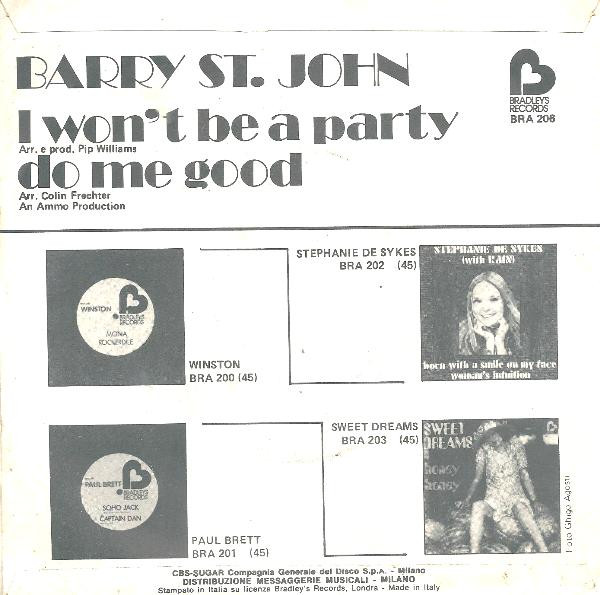 BARRY ST. JOHN
BRADLEYS
RECORDS
BRA 206
I won't be a party
Arr. e prod. Pip Williams
do me good
Arr. Colin Frechter
An Ammo Production
STEPHANIE DE SYKES
BRA 202 (45)
STEPHANIE DE SYKES
(with RAIN)
born with a smile on my face
woman's intuition
WINSTON
BRADLEYS
RECORDS
MONA
ROCKERDILE
WINSTON
BRA 200 (45)
SWEET DREAMS
BRA 203 (45)
SWEET
DREAMS
honey
honey
PAUL BRETT
BRADLEYS
RECORDS
SOHO JACK
CAPTAIN DAN
PAUL BRETT
BRA 201 (45)
Foto Ghigo Agosti
CBS-SUGAR Compagnia Generale del Disco S.p.A. - Milano
DISTRIBUZIONE MESSAGGERIE MUSICALI - MILANO
Stampato in Italia su licenza Bradley's Records, Londra - Made in Italy